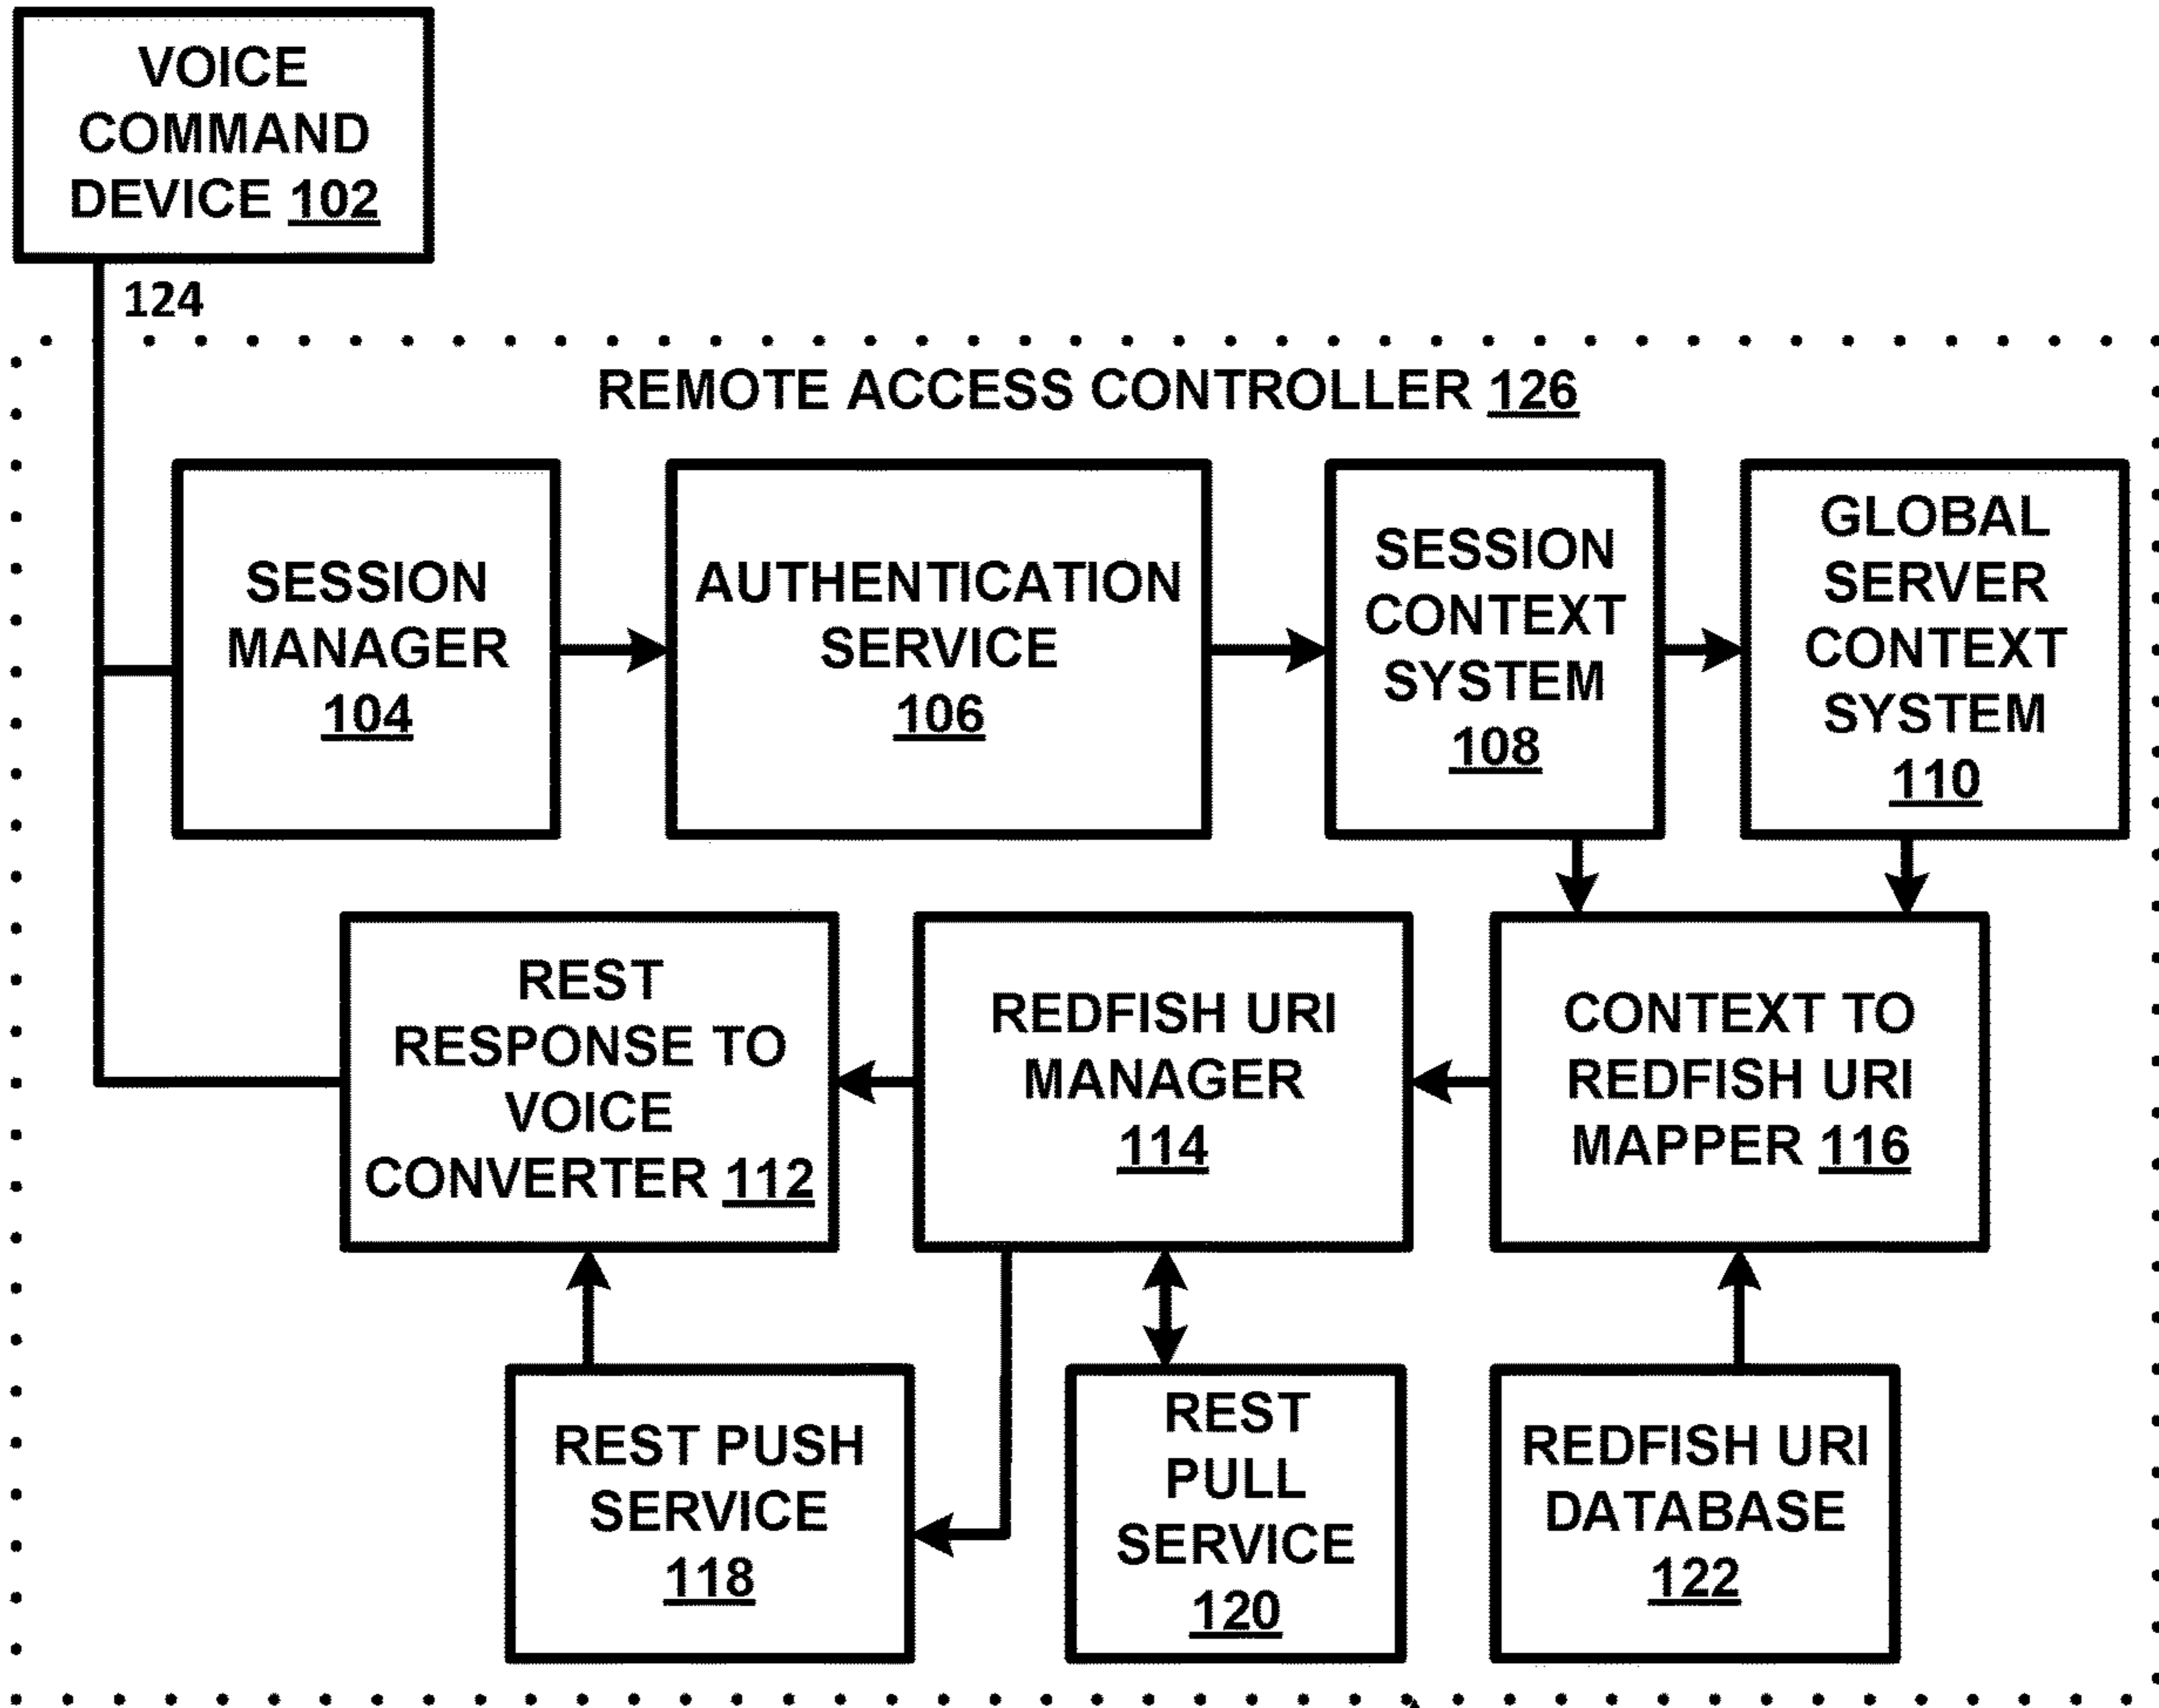 VOICE
COMMAND
DEVICE 102
124
REMOTE ACCESS CONTROLLER 126
SESSION
MANAGER
104
AUTHENTICATION
SERVICE
106
SESSION
CONTEXT
SYSTEM
108
GLOBAL
SERVER
CONTEXT
SYSTEM
110
REST
RESPONSE TO
VOICE
CONVERTER 112
REDFISH URI
MANAGER
114
CONTEXT TO
REDFISH URI
MAPPER 116
REST PUSH
SERVICE
118
REST
PULL
SERVICE
120
REDFISH URI
DATABASE
122